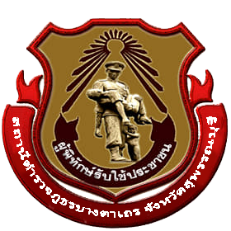 ผู้พิทักษ์รับใช้ประชาชน
สถานีตำรวจภูธรบางตาเถร จังหวัดสุพรรณบุรี